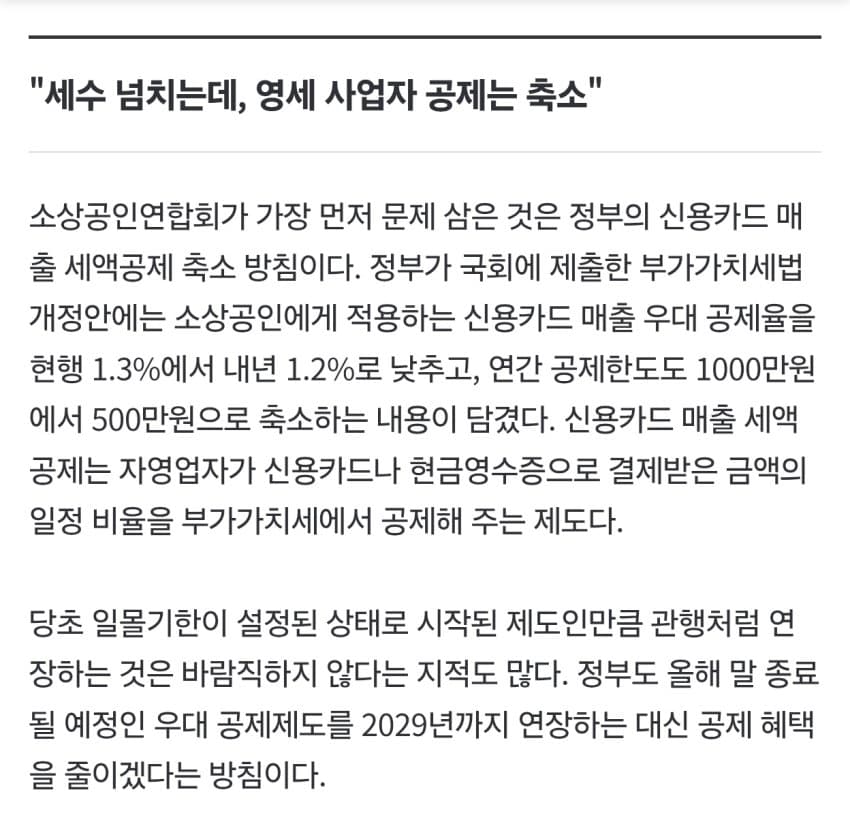 "세수 넘치는데, 영세 사업자 공제는 축소"
소상공인연합회가 가장 먼저 문제 삼은 것은 정부의 신용카드 매
출 세액공제 축소 방침이다. 정부가 국회에 제출한 부가가치세법
개정안에는 소상공인에게 적용하는 신용카드 매출 우대 공제율을
현행 1.3%에서 내년 1.2%로 낮추고, 연간 공제한도도 1000만원
에서 500만원으로 축소하는 내용이 담겼다. 신용카드 매출 세액
공제는 자영업자가 신용카드나 현금영수증으로 결제받은 금액의
일정 비율을 부가가치세에서 공제해 주는 제도다.
당초 일몰기한이 설정된 상태로 시작된 제도인만큼 관행처럼 연
장하는 것은 바람직하지 않다는 지적도 많다. 정부도 올해 말 종료
될 예정인 우대 공제제도를 2029년까지 연장하는 대신 공제 혜택
을 줄이겠다는 방침이다.